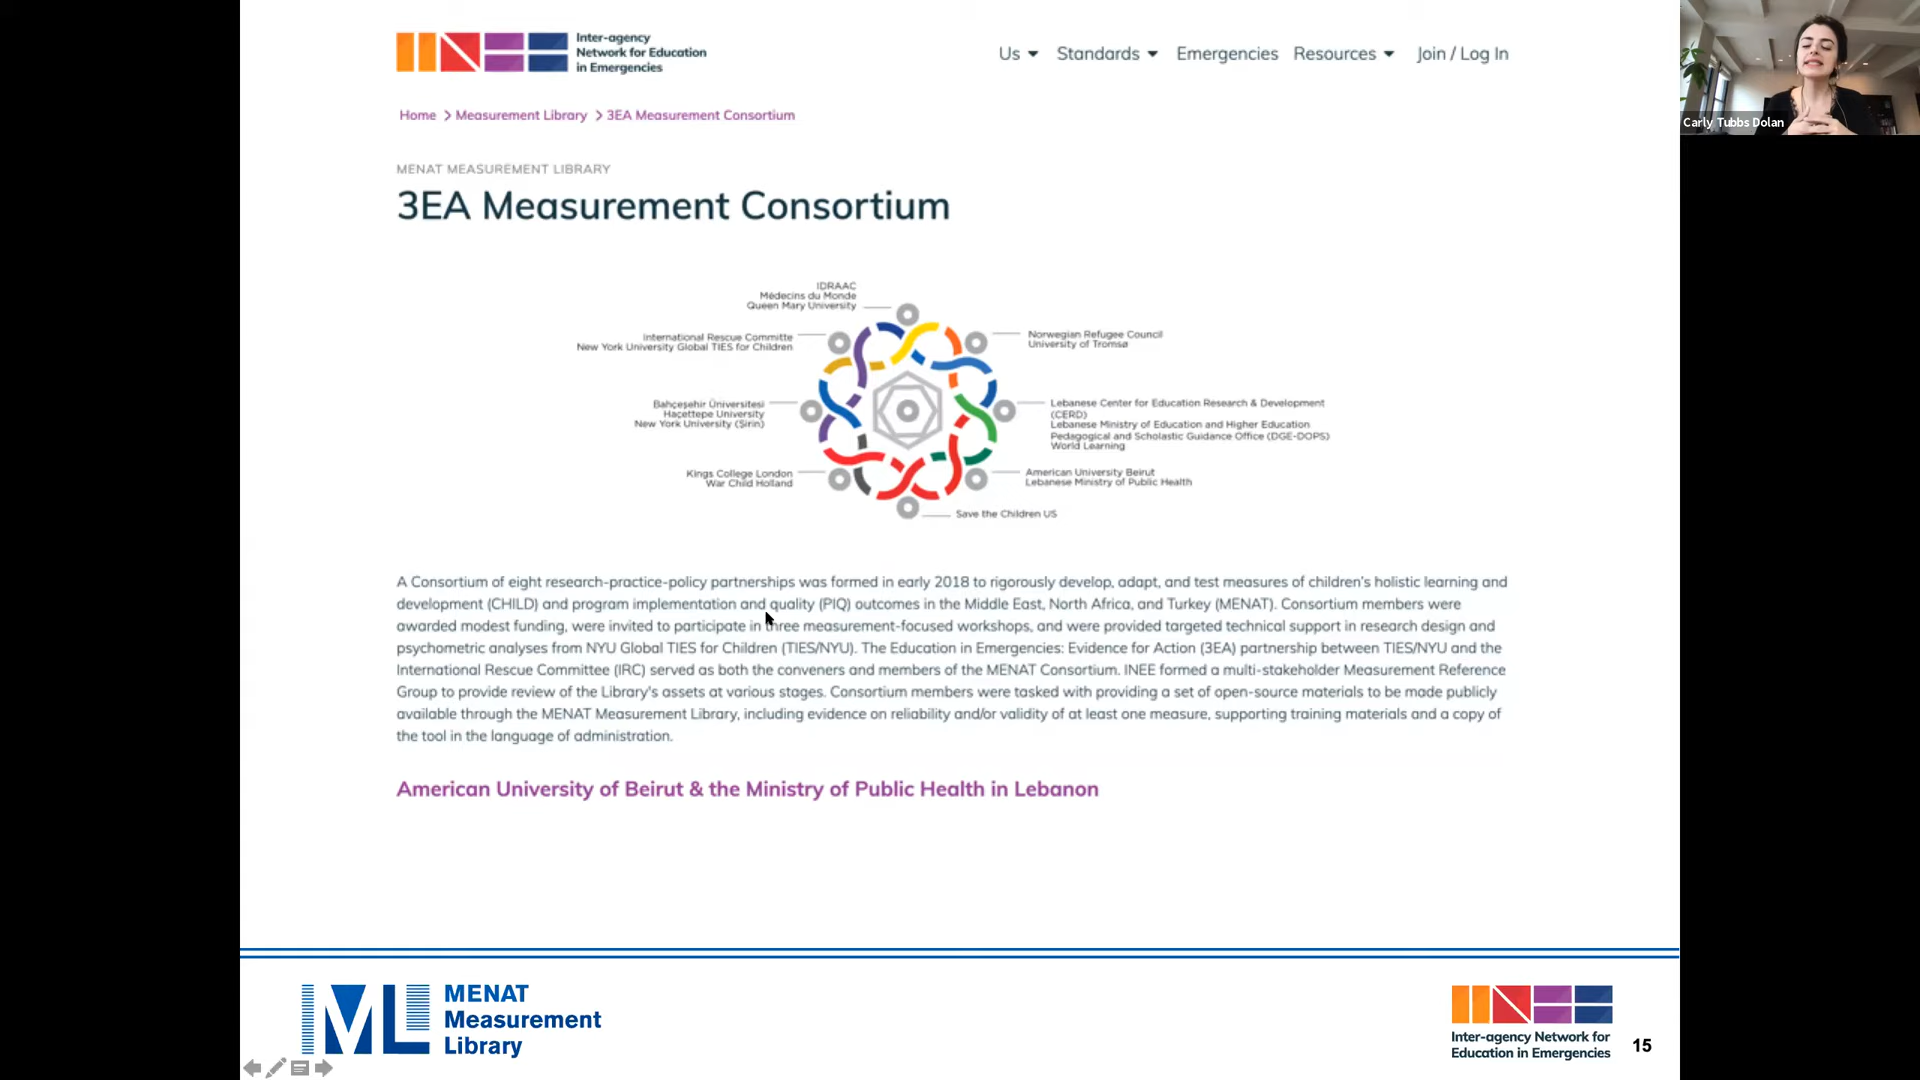 Inter-agency
Network for Education
in Emergencies
Us
Standards
Emergencies
Resources
Join / Log In
Carly Tubbs Dolan
Home > Measurement Library > 3EA Measurement Consortium
MENAT MEASUREMENT LIBRARY
3EA Measurement Consortium
IDRAAC
Médecins du Monde
Queen Mary University
International Rescue Committe
New York University Global TIES for Children
Norwegian Refugee Council
University of Tromsø
Bahçeşehir Üniversitesi
Haçettepe University
New York University (Şirin)
Lebanese Center for Education Research & Development
(CERD)
Lebanese Ministry of Education and Higher Education
Pedagogical and Scholastic Guidance Office (DGE-DOPS)
World Learning
Kings College London
War Child Holland
American University Beirut
Lebanese Ministry of Public Health
Save the Children US
A Consortium of eight research-practice-policy partnerships was formed in early 2018 to rigorously develop, adapt, and test measures of children's holistic learning and
development (CHILD) and program implementation and quality (PIQ) outcomes in the Middle East, North Africa, and Turkey (MENAT). Consortium members were
awarded modest funding, were invited to participate in three measurement-focused workshops, and were provided targeted technical support in research design and
psychometric analyses from NYU Global TIES for Children (TIES/NYU). The Education in Emergencies: Evidence for Action (3EA) partnership between TIES/NYU and the
International Rescue Committee (IRC) served as both the conveners and members of the MENAT Consortium. INEE formed a multi-stakeholder Measurement Reference
Group to provide review of the Library's assets at various stages. Consortium members were tasked with providing a set of open-source materials to be made publicly
available through the MENAT Measurement Library, including evidence on reliability and/or validity of at least one measure, supporting training materials and a copy of
the tool in the language of administration.
American University of Beirut & the Ministry of Public Health in Lebanon
ML
MENAT
Measurement
Library
INEE
Inter-agency Network for
Education in Emergencies
15